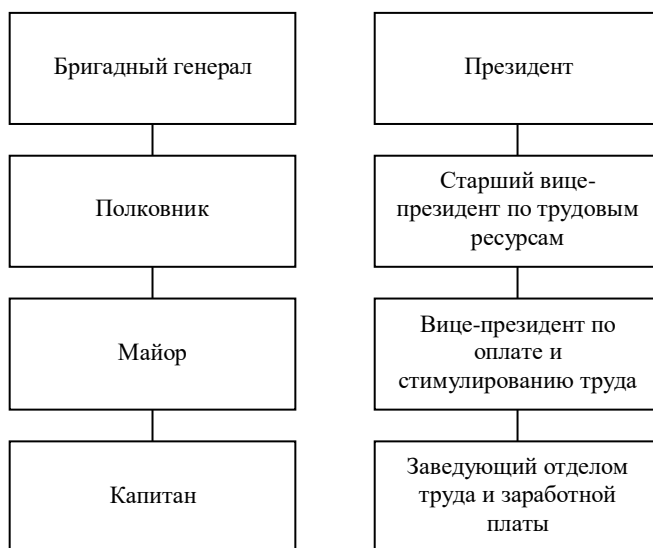 Бригадный генерал
Президент
Полковник
Старший вице-
президент по трудовым
ресурсам
Майор
Вице-президент по
оплате и
стимулированию труда
Капитан
Заведующий отделом
труда и заработной
платы